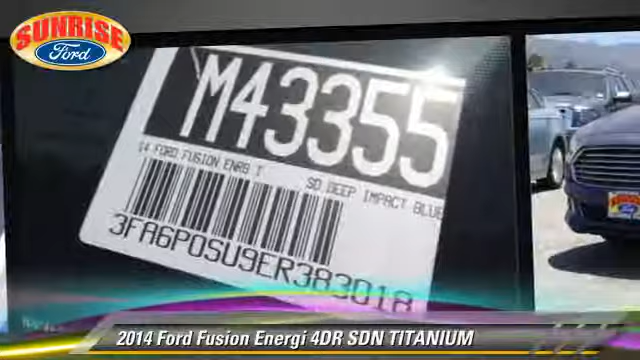 SUNRISE
Ford
M43355
14 FORD FUSION ENRG T
SD DEEP IMPACT BLUE
3FA6P0SU9ER383018
2014 Ford Fusion Energi 4DR SDN TITANIUM